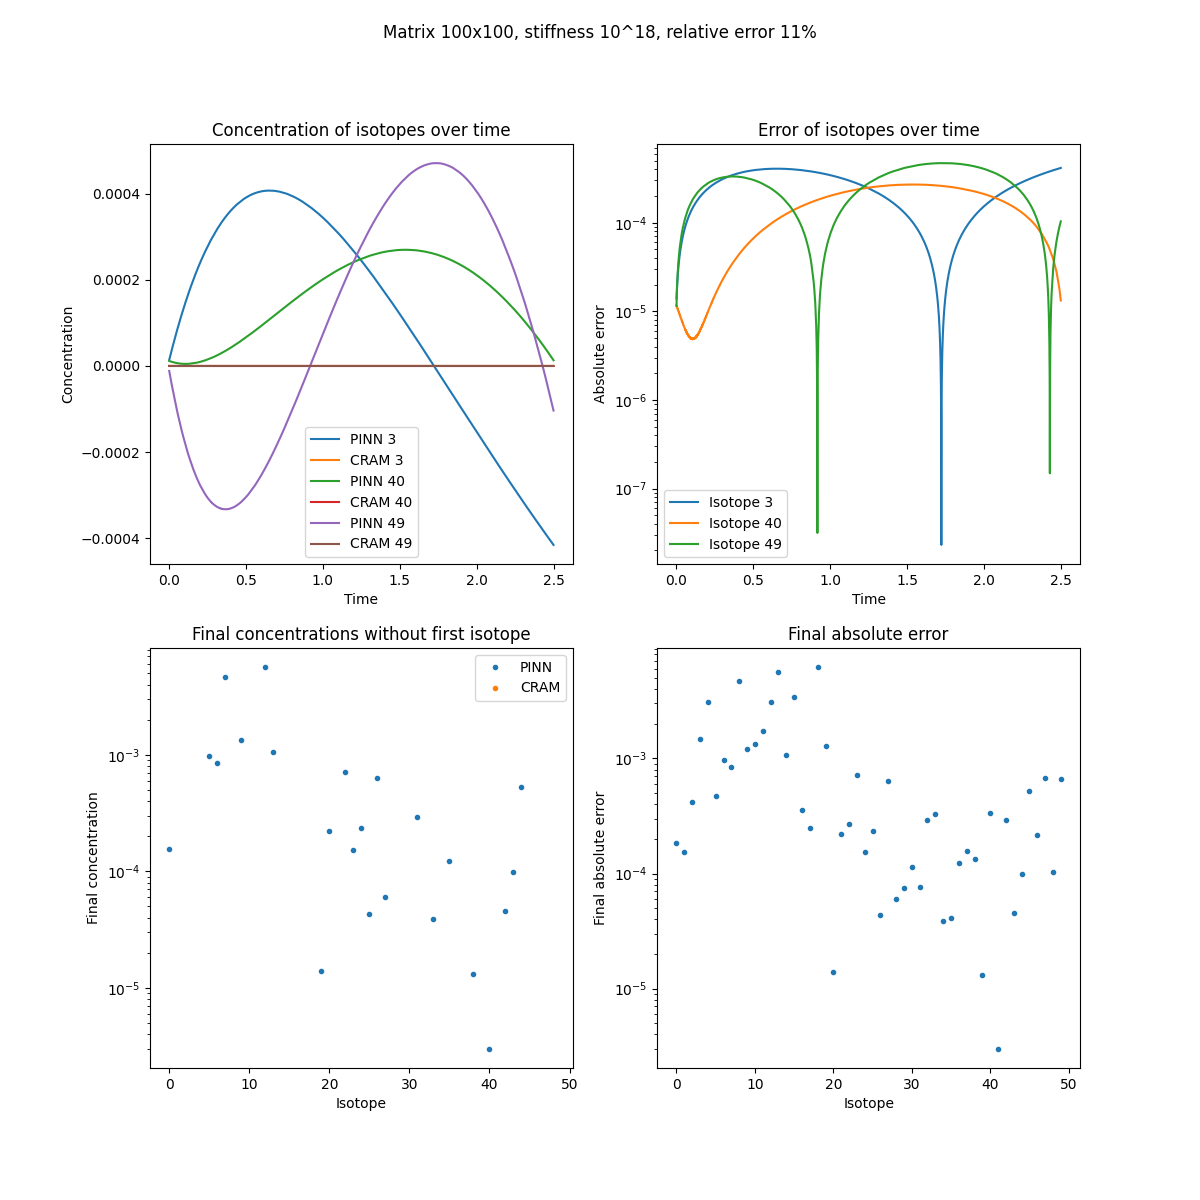 Matrix 100x100, stiffness 10^18, relative error 11%
Concentration of isotopes over time
Concentration
0.0004
0.0002
0.0000
−0.0002
−0.0004
PINN 3
CRAM 3
PINN 40
CRAM 40
PINN 49
CRAM 49
0.0 0.5 1.0 1.5 2.0 2.5
Time
Error of isotopes over time
Absolute error
10⁻⁴
10⁻⁵
10⁻⁶
10⁻⁷
Isotope 3
Isotope 40
Isotope 49
0.0 0.5 1.0 1.5 2.0 2.5
Time
Final concentrations without first isotope
Final concentration
10⁻³
10⁻⁴
10⁻⁵
PINN
CRAM
0 10 20 30 40 50
Isotope
Final absolute error
Final absolute error
10⁻³
10⁻⁴
10⁻⁵
0 10 20 30 40 50
Isotope